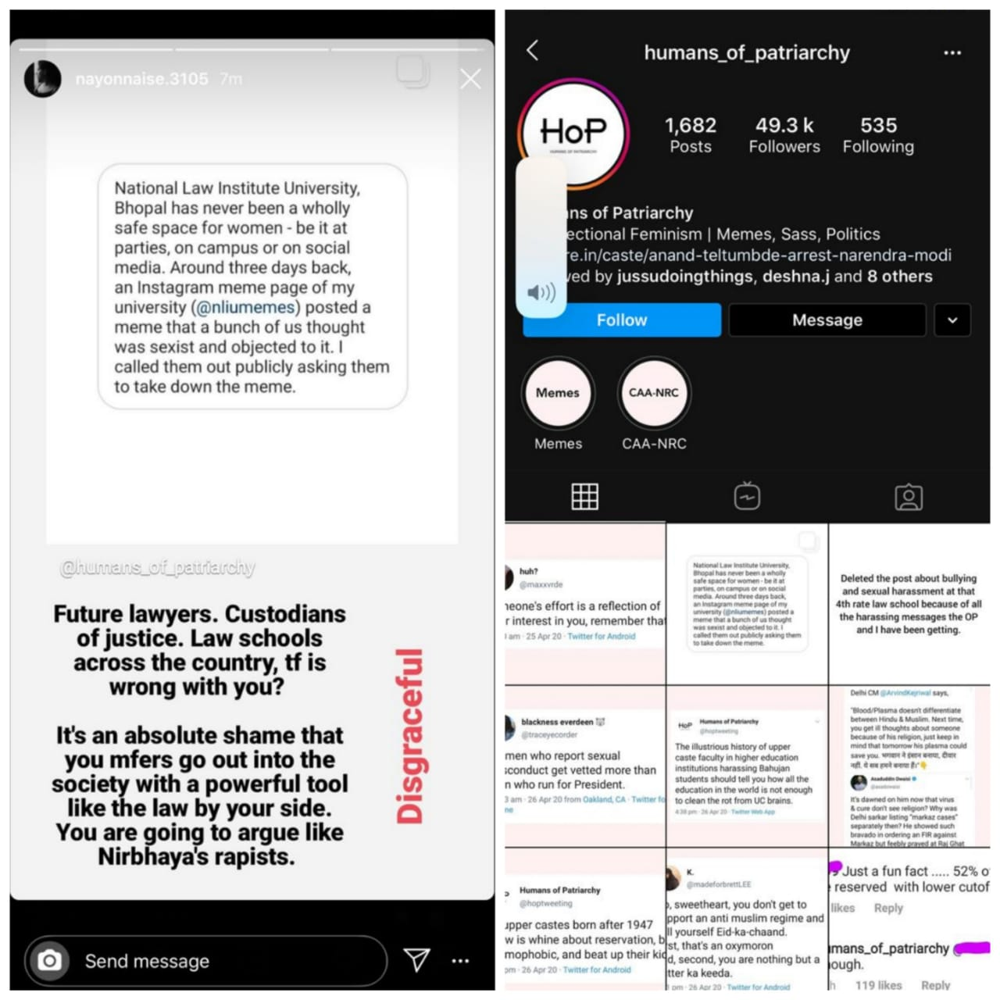 nayonnaise.3105 7m
National Law Institute University,
Bhopal has never been a wholly
safe space for women - be it at
parties, on campus or on social
media. Around three days back,
an Instagram meme page of my
university (@nliumemes) posted a
meme that a bunch of us thought
was sexist and objected to it. I
called them out publicly asking them
to take down the meme.
@humans_of_patriarchy
Future lawyers. Custodians
of justice. Law schools
across the country, tf is
wrong with you?
It's an absolute shame that
you mfers go out into the
society with a powerful tool
like the law by your side.
You are going to argue like
Nirbhaya's rapists.
Disgraceful
Send message
humans_of_patriarchy
HoP
HUMANS OF PATRIARCHY
1,682 49.3 k 535
Posts Followers Following
ns of Patriarchy
ectional Feminism | Memes, Sass, Politics
re.in/caste/anand-teltumbde-arrest-narendra-modi
ed by jussudoingthings, deshna.j and 8 others
Follow Message
Memes CAA-NRC
Memes CAA-NRC
huh?
@maxxvrde
neone's effort is a reflection of
r interest in you, remember that
am · 25 Apr 20 · Twitter for Android
National Law Institute University,
Bhopal has never been a wholly
safe space for women - be it at
parties, on campus or on social
media. Around three days back,
an Instagram meme page of my
university (@nliumemes) posted a
meme that a bunch of us thought
was sexist and objected to it. I
called them out publicly asking them
to take down the meme.
Deleted the post about bullying
and sexual harassment at that
4th rate law school because of all
the harassing messages the OP
and I have been getting.
blackness everdeen
@traceyecorder
men who report sexual
sconduct get vetted more than
n who run for President.
3 am · 26 Apr 20 from Oakland, CA · Twitter fo
ne
HoP Humans of Patriarchy
@hoptweeting
The illustrious history of upper
caste faculty in higher education
institutions harassing Bahujan
students should tell you how all the
education in the world is not enough
to clean the rot from UC brains.
4:38 pm · 26 Apr 20 · Twitter Web App
Delhi CM @ArvindKejriwal says,
"Blood/Plasma doesn't differentiate
between Hindu & Muslim. Next time,
you get ill thoughts about someone
because of his religion, just keep in
mind that tomorrow his plasma could
save you. भगवान ने इंसान बनाया, दीवार
नहीं. ये सब हमने बनाया हैं।"👇
Asaduddin Owaisi
@asadowaisi
It's dawned on him now that virus
& cure don't see religion? Why was
Delhi sarkar listing "markaz cases"
separately then? He showed such
bravado in ordering an FIR against
Markaz but feebly prayed at Raj Ghat
Humans of Patriarchy
@hoptweeting
upper castes born after 1947
w is whine about reservation, b
mophobic, and beat up their kid
pm · 26 Apr 20 · Twitter for Android
K.
@madeforbrettLEE
o, sweetheart, you don't get to
pport an anti muslim regime and
ll yourself Eid-ka-chaand.
st, that's an oxymoron
d, second, you are nothing but a
tter ka keeda.
pm · 26 Apr 20 · Twitter for Android
9 Just a fun fact ..... 52% o
reserved with lower cutof
likes Reply
mans_of_patriarchy @
ough.
h 119 likes Reply